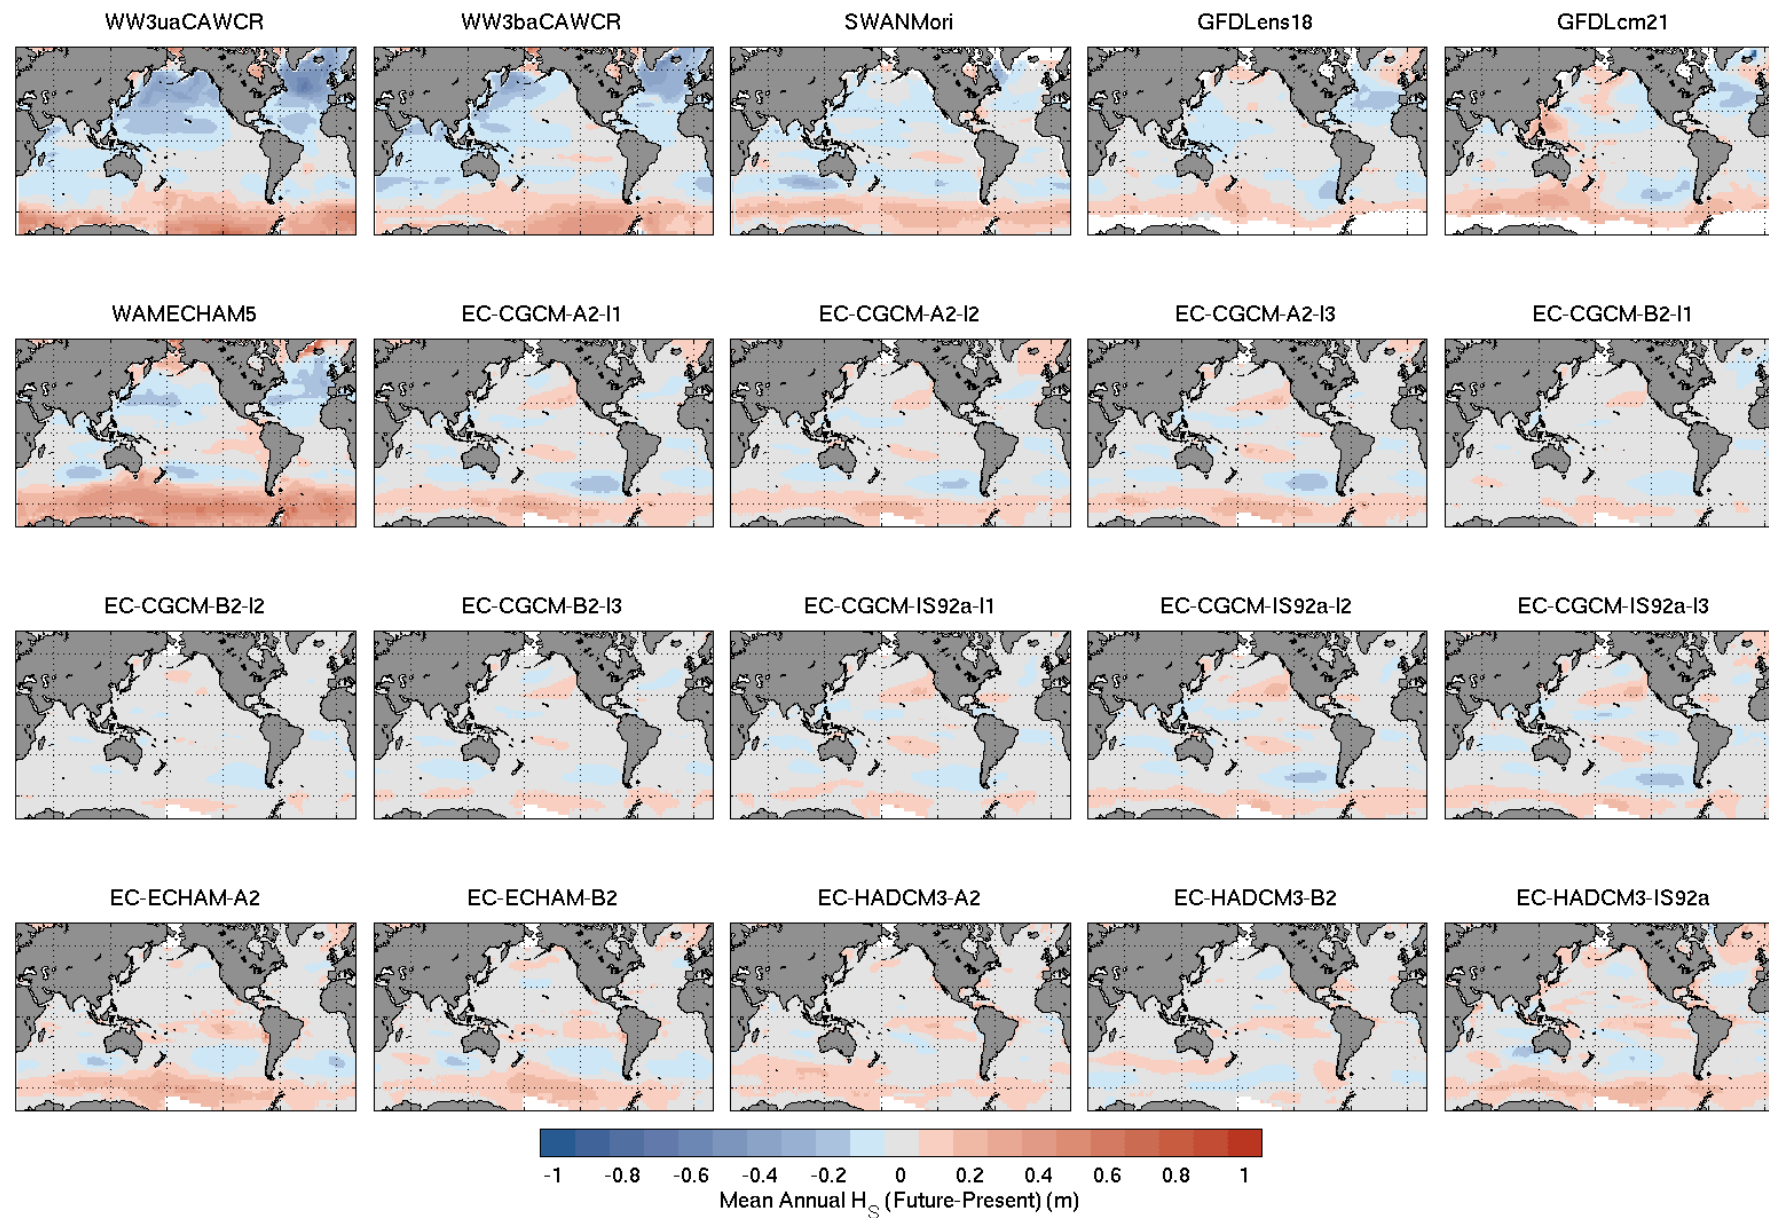 WW3uaCAWCR WW3baCAWCR SWANMori GFDLens18 GFDLcm21
WAMECHAM5 EC-CGCM-A2-I1 EC-CGCM-A2-I2 EC-CGCM-A2-I3 EC-CGCM-B2-I1
EC-CGCM-B2-I2 EC-CGCM-B2-I3 EC-CGCM-IS92a-I1 EC-CGCM-IS92a-I2 EC-CGCM-IS92a-I3
EC-ECHAM-A2 EC-ECHAM-B2 EC-HADCM3-A2 EC-HADCM3-B2 EC-HADCM3-IS92a
-1 -0.8 -0.6 -0.4 -0.2 0 0.2 0.4 0.6 0.8 1
Mean Annual H_S (Future-Present) (m)